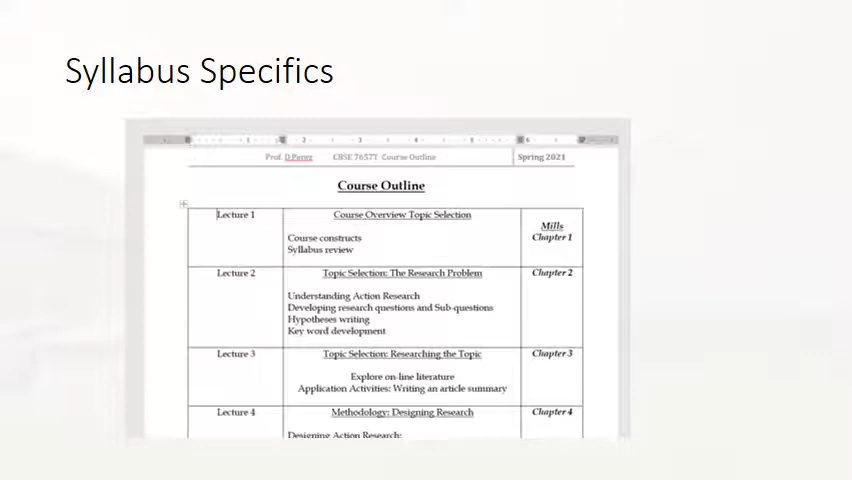 Syllabus Specifics
Prof. D.Perez CBSE 7657T Course Outline Spring 2021
Course Outline
Lecture 1 Course Overview Topic Selection
Mills
Course constructs Chapter 1
Syllabus review
Lecture 2 Topic Selection: The Research Problem Chapter 2
Understanding Action Research
Developing research questions and Sub-questions
Hypotheses writing
Key word development
Lecture 3 Topic Selection: Researching the Topic Chapter 3
Explore on-line literature
Application Activities: Writing an article summary
Lecture 4 Methodology: Designing Research Chapter 4
Designing Action Research: